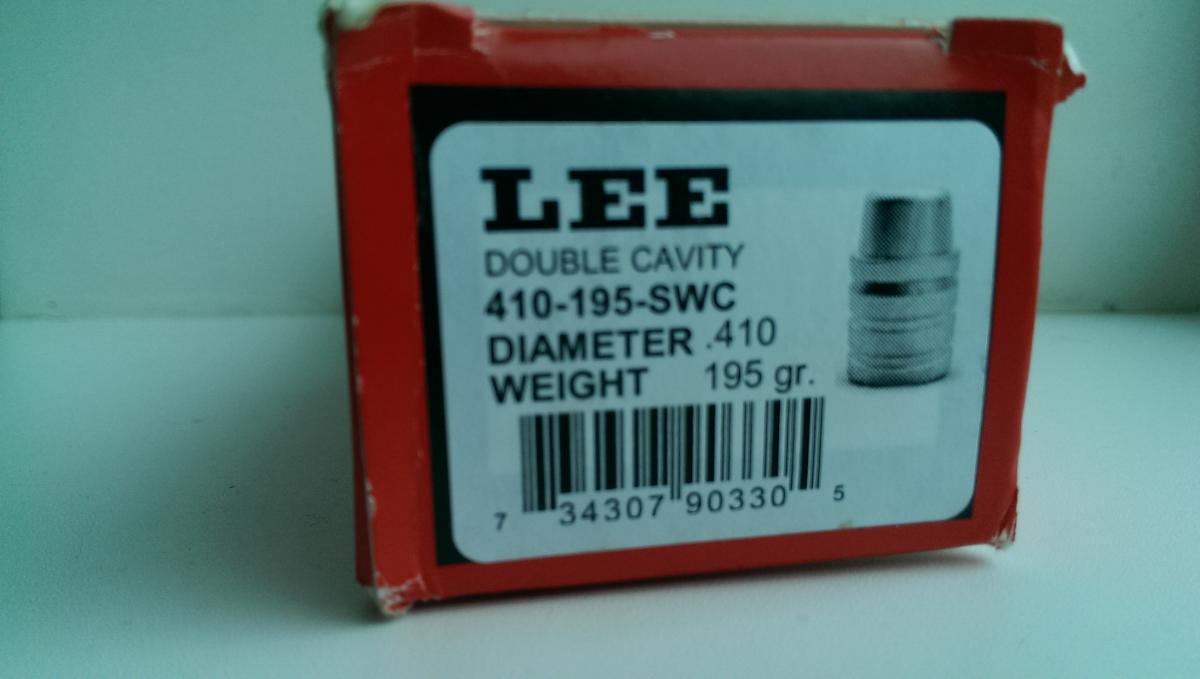 LEE
DOUBLE CAVITY
410-195-SWC
DIAMETER .410
WEIGHT 195 gr.
7 34307 90330 5